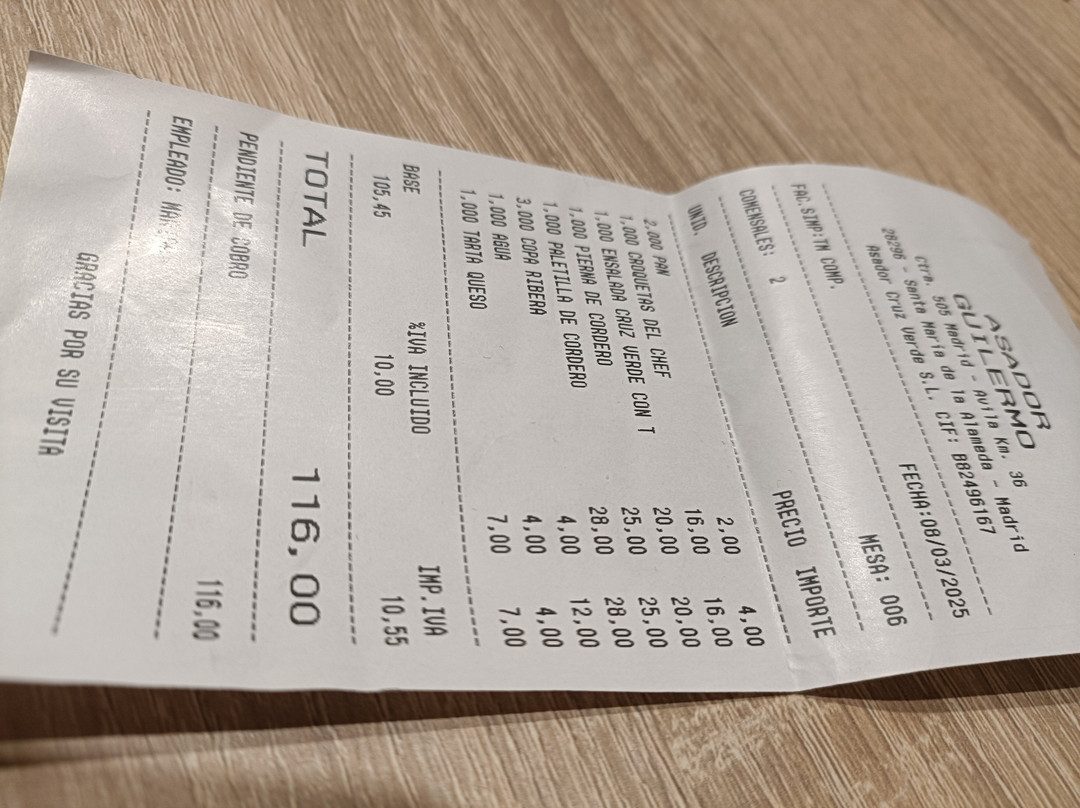 ASADOR
GUILERMO
Ctra. 505 Madrid - Avila Km. 36
28296 - Santa Maria de la Alameda - Madrid
Asador Cruz Verde S.L. CIF: B82496167
FECHA:08/03/2025
FAC.SIMP:TM COMP. MESA: 006
COMENSALES: 2
UNID. DESCRIPCION PRECIO IMPORTE
2,000 PAN 2,00 4,00
1,000 CROQUETAS DEL CHEF 16,00 16,00
1,000 ENSALADA CRUZ VERDE CON T 20,00 20,00
1,000 PIERNA DE CORDERO 25,00 25,00
1,000 PALETILLA DE CORDERO 28,00 28,00
3,000 COPA RIBERA 4,00 12,00
1,000 AGUA 4,00 4,00
1,000 TARTA QUESO 7,00 7,00
BASE %IVA INCLUIDO IMP.IVA
105,45 10,00 10,55
TOTAL 116,00
PENDIENTE DE COBRO 116,00
EMPLEADO:
GRACIAS POR SU VISITA